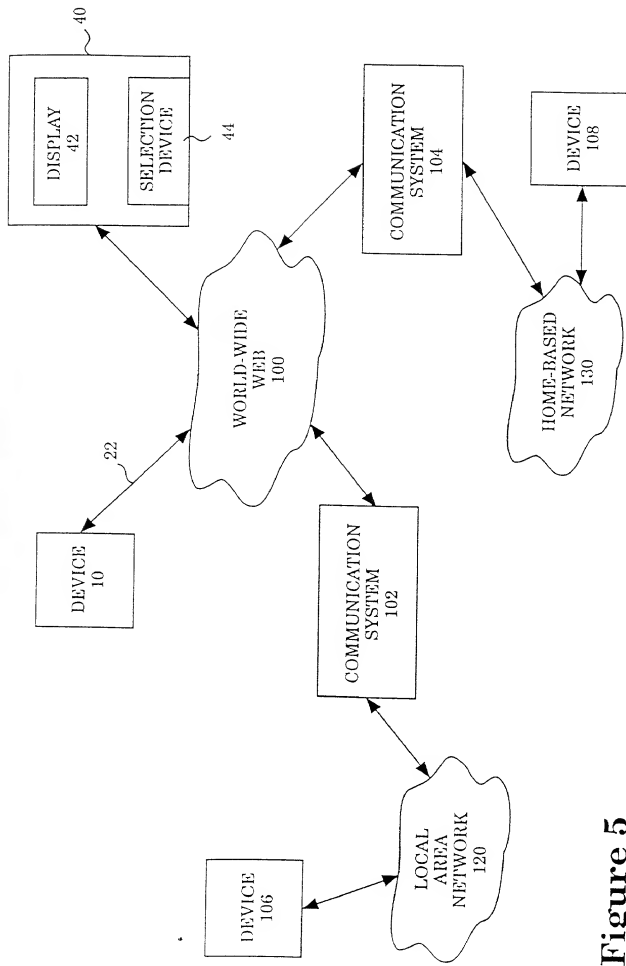 40
DISPLAY
42
SELECTION
DEVICE
44
22
DEVICE
10
WORLD-WIDE
WEB
100
COMMUNICATION
SYSTEM
104
COMMUNICATION
SYSTEM
102
DEVICE
108
HOME-BASED
NETWORK
130
DEVICE
106
LOCAL
AREA
NETWORK
120
Figure 5